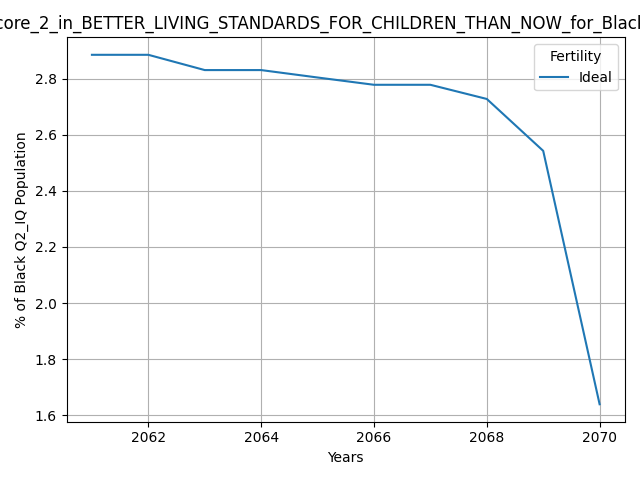 core_2_in_BETTER_LIVING_STANDARDS_FOR_CHILDREN_THAN_NOW_for_Black
Fertility
Ideal
% of Black Q2_IQ Population
2.8
2.6
2.4
2.2
2.0
1.8
1.6
2062 2064 2066 2068 2070
Years